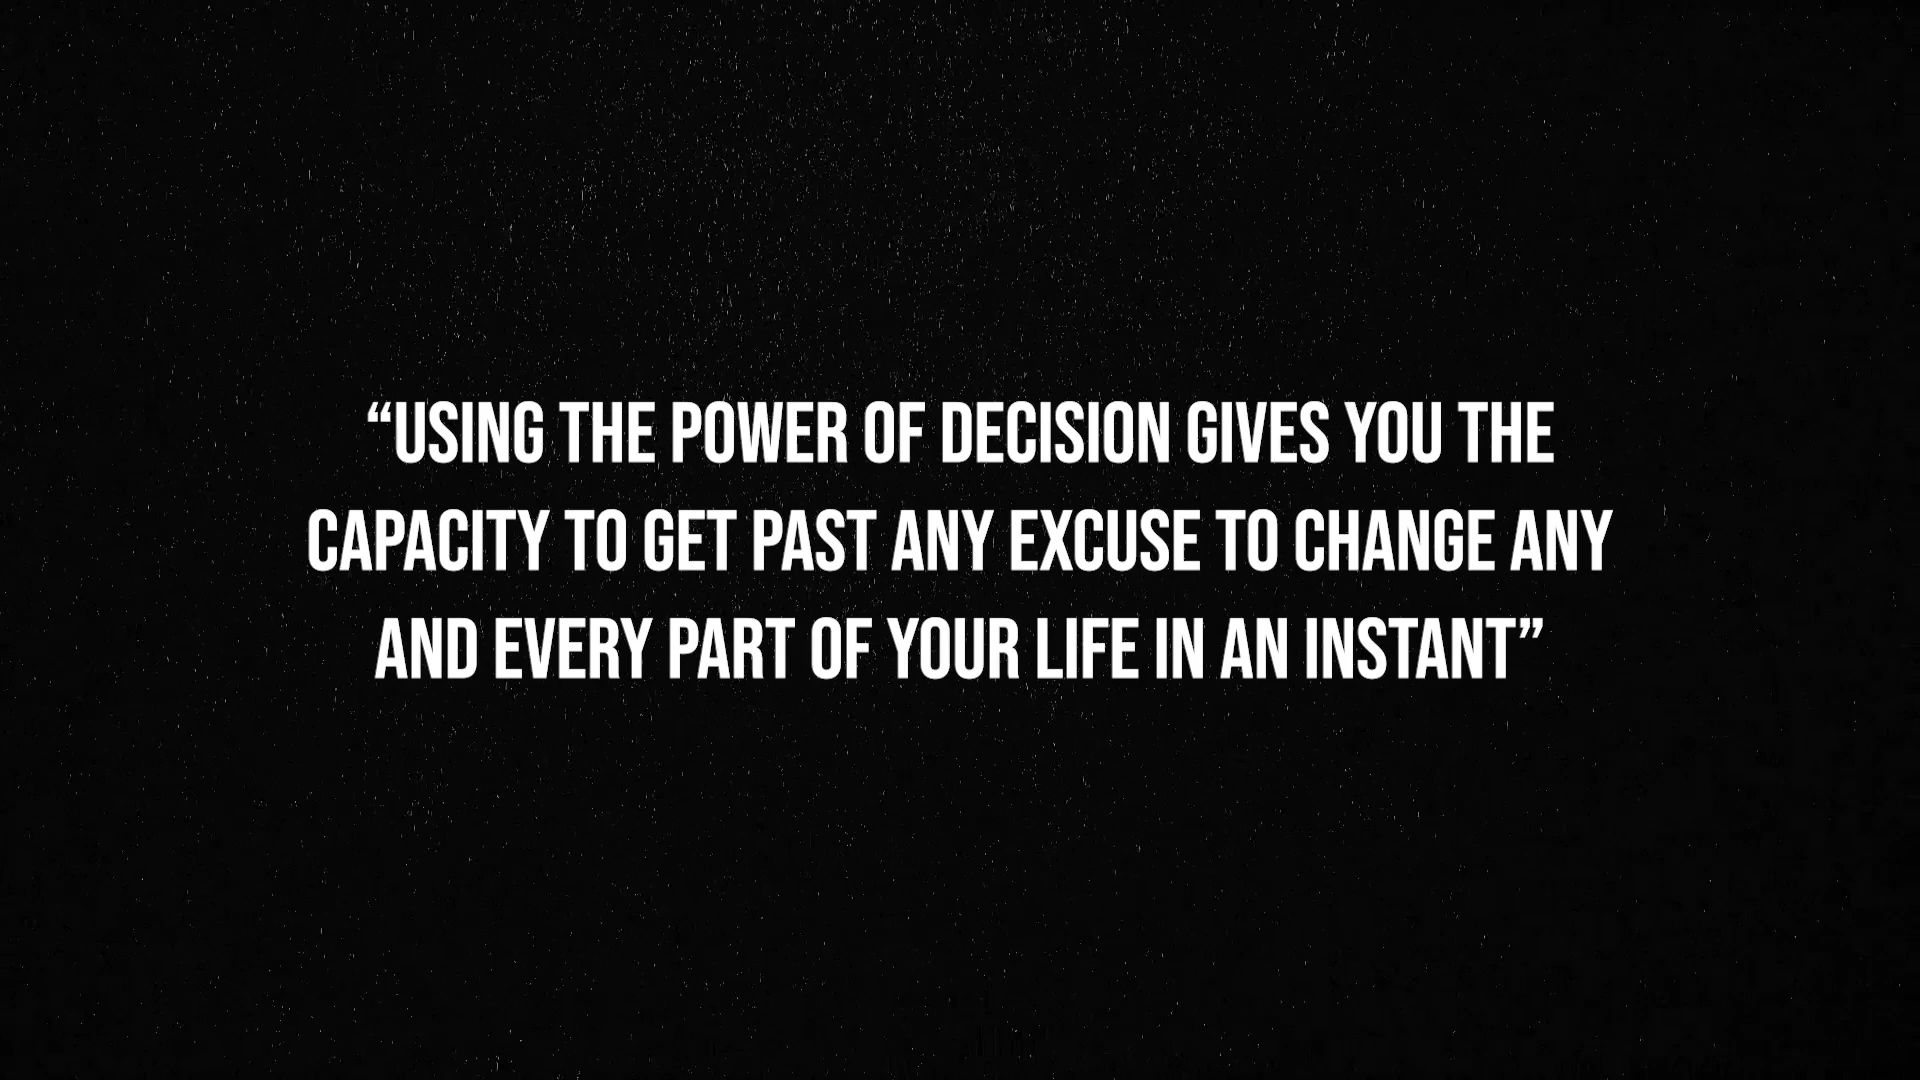 “USING THE POWER OF DECISION GIVES YOU THE
CAPACITY TO GET PAST ANY EXCUSE TO CHANGE ANY
AND EVERY PART OF YOUR LIFE IN AN INSTANT”